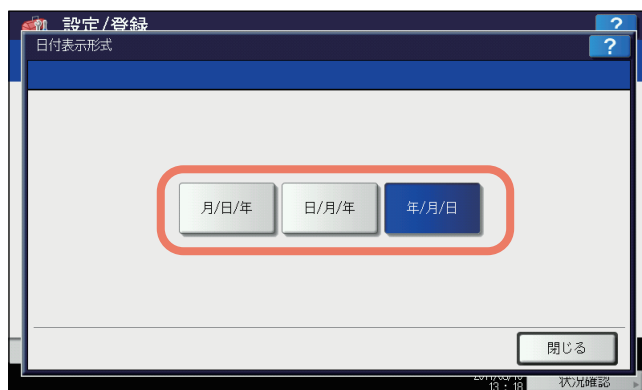 設定/登録
?
日付表示形式
?
月/日/年 日/月/年 年/月/日
閉じる
13 : 18 状況確認